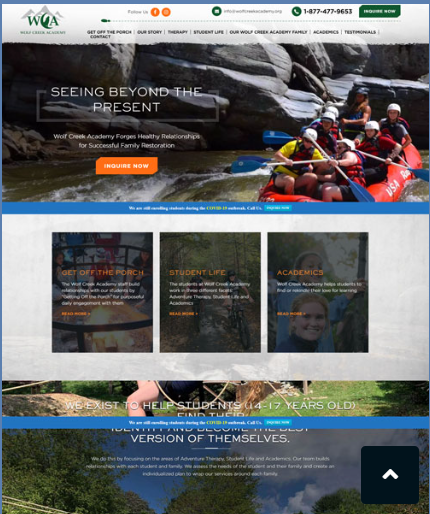 Follow Us
info@wolfcreekacademy.org
1-877-477-9653
INQUIRE NOW
WCA
WOLF CREEK ACADEMY
GET OFF THE PORCH | OUR STORY | THERAPY | STUDENT LIFE | OUR WOLF CREEK ACADEMY FAMILY | ACADEMICS | TESTIMONIALS |
CONTACT
SEEING BEYOND THE
PRESENT
Wolf Creek Academy Forges Healthy Relationships
for Successful Family Restoration
INQUIRE NOW
USA
We are still enrolling students during the COVID-19 outbreak. Call Us. INQUIRE NOW
GET OFF THE PORCH
The Wolf Creek Academy staff build
relationships with our students by
"Getting Off the Porch" for purposeful
daily engagement with them
READ MORE >
STUDENT LIFE
The students at Wolf Creek Academy
work in three different facets:
Adventure Therapy, Student Life and
Academics
READ MORE >
ACADEMICS
Wolf Creek Academy helps students to
find or rekindle their love for learning.
READ MORE >
WE EXIST TO HELP STUDENTS (14-17 YEARS OLD)
FIND THEIR
We are still enrolling students during the COVID-19 outbreak. Call Us. INQUIRE NOW
IDENTITY AND BECOME THE BEST
VERSION OF THEMSELVES.
We do this by focusing on the areas of Adventure Therapy, Student Life and Academics. Our team builds
relationships with each student and family. We assess the needs of the student and their family and create an
individualized plan to wrap our services around each family.